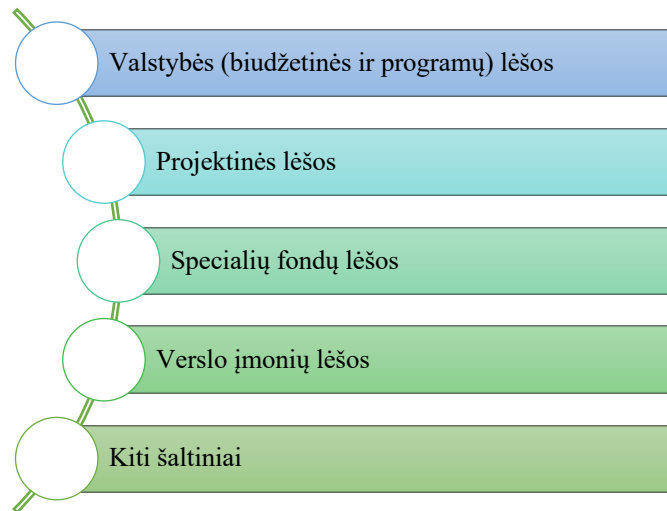 Valstybės (biudžetinės ir programų) lėšos
Projektinės lėšos
Specialių fondų lėšos
Verslo įmonių lėšos
Kiti šaltiniai